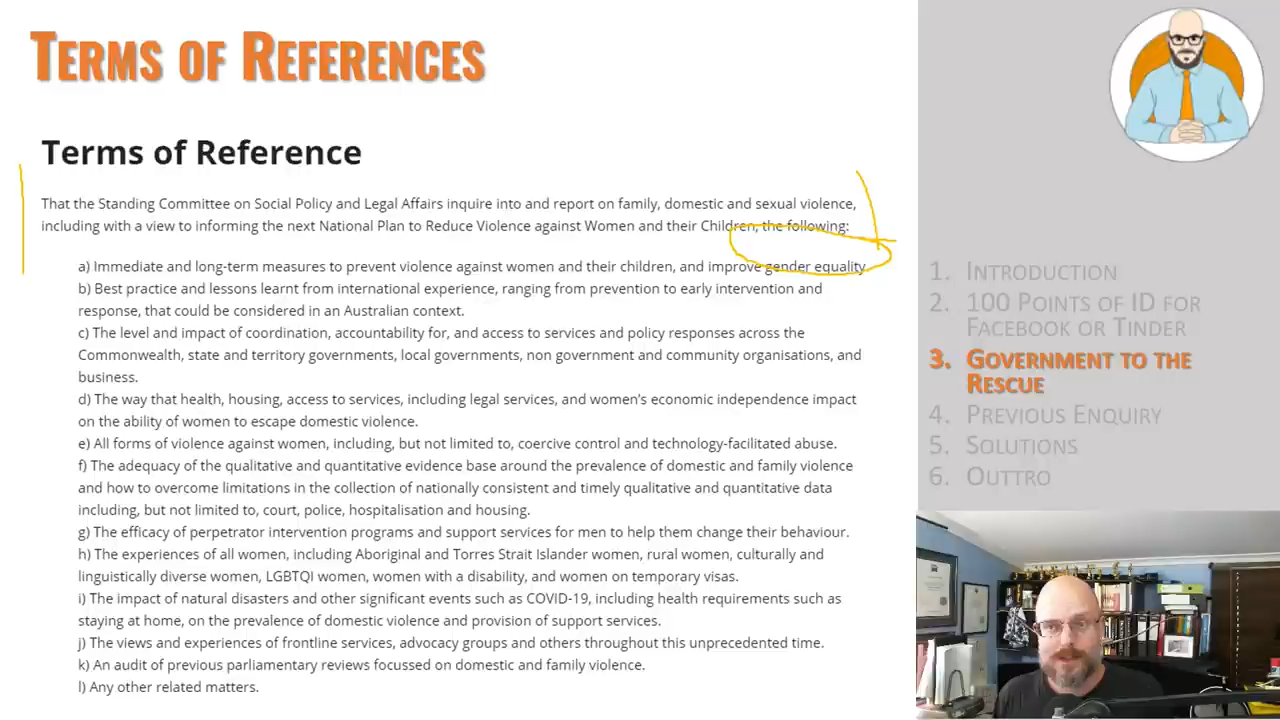 TERMS OF REFERENCES
Terms of Reference
That the Standing Committee on Social Policy and Legal Affairs inquire into and report on family, domestic and sexual violence,
including with a view to informing the next National Plan to Reduce Violence against Women and their Children, the following:
a) Immediate and long-term measures to prevent violence against women and their children, and improve gender equality.
b) Best practice and lessons learnt from international experience, ranging from prevention to early intervention and
response, that could be considered in an Australian context.
c) The level and impact of coordination, accountability for, and access to services and policy responses across the
Commonwealth, state and territory governments, local governments, non government and community organisations, and
business.
d) The way that health, housing, access to services, including legal services, and women's economic independence impact
on the ability of women to escape domestic violence.
e) All forms of violence against women, including, but not limited to, coercive control and technology-facilitated abuse.
f) The adequacy of the qualitative and quantitative evidence base around the prevalence of domestic and family violence
and how to overcome limitations in the collection of nationally consistent and timely qualitative and quantitative data
including, but not limited to, court, police, hospitalisation and housing.
g) The efficacy of perpetrator intervention programs and support services for men to help them change their behaviour.
h) The experiences of all women, including Aboriginal and Torres Strait Islander women, rural women, culturally and
linguistically diverse women, LGBTQI women, women with a disability, and women on temporary visas.
i) The impact of natural disasters and other significant events such as COVID-19, including health requirements such as
staying at home, on the prevalence of domestic violence and provision of support services.
j) The views and experiences of frontline services, advocacy groups and others throughout this unprecedented time.
k) An audit of previous parliamentary reviews focussed on domestic and family violence.
l) Any other related matters.
1. INTRODUCTION
2. 100 POINTS OF ID FOR
FACEBOOK OR TINDER
3. GOVERNMENT TO THE
RESCUE
4. PREVIOUS ENQUIRY
5. SOLUTIONS
6. OUTTRO